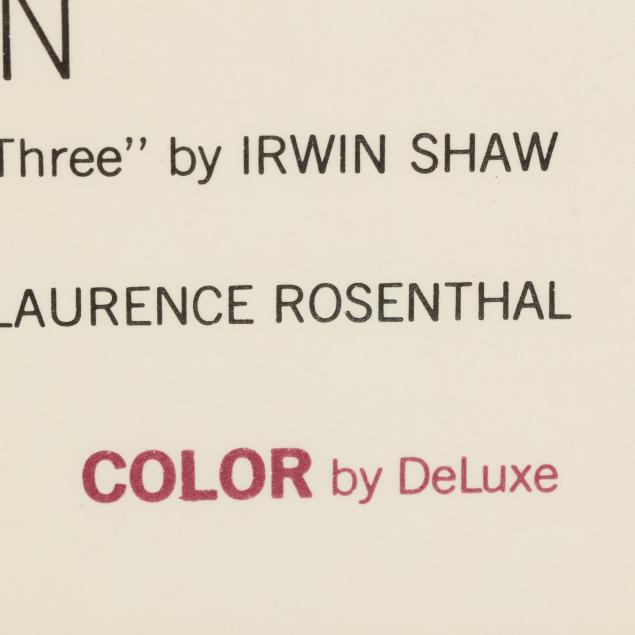 N
Three” by IRWIN SHAW
LAURENCE ROSENTHAL
COLOR by DeLuxe